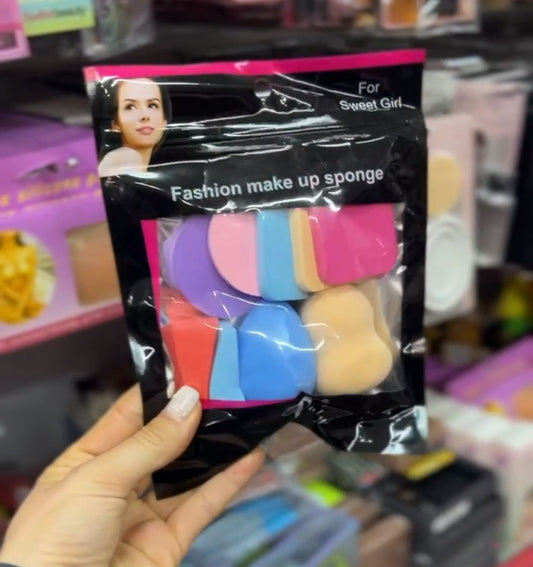 For
Sweet Girl
Fashion make up sponge